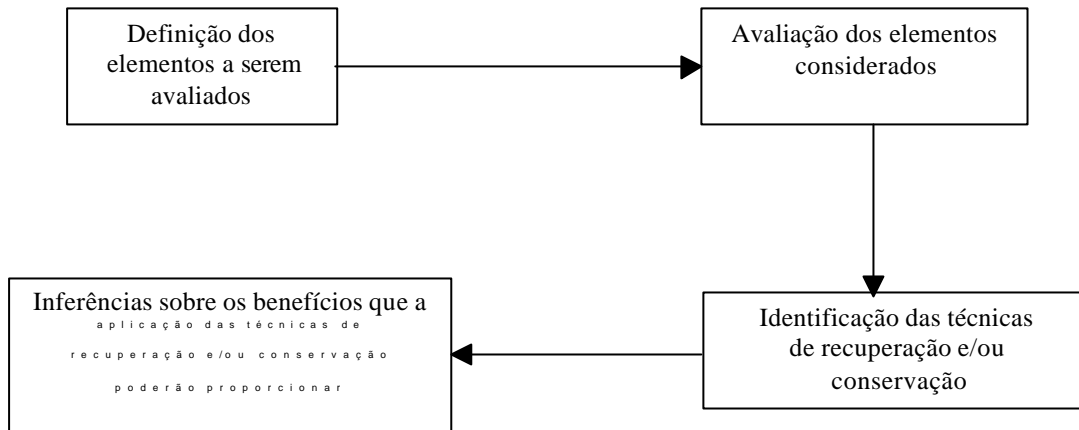 Definição dos
elementos a serem
avaliados
Avaliação dos elementos
considerados
Identificação das técnicas
de recuperação e/ou
conservação
Inferências sobre os benefícios que a
aplicação das técnicas de
recuperação e/ou conservação
poderão proporcionar